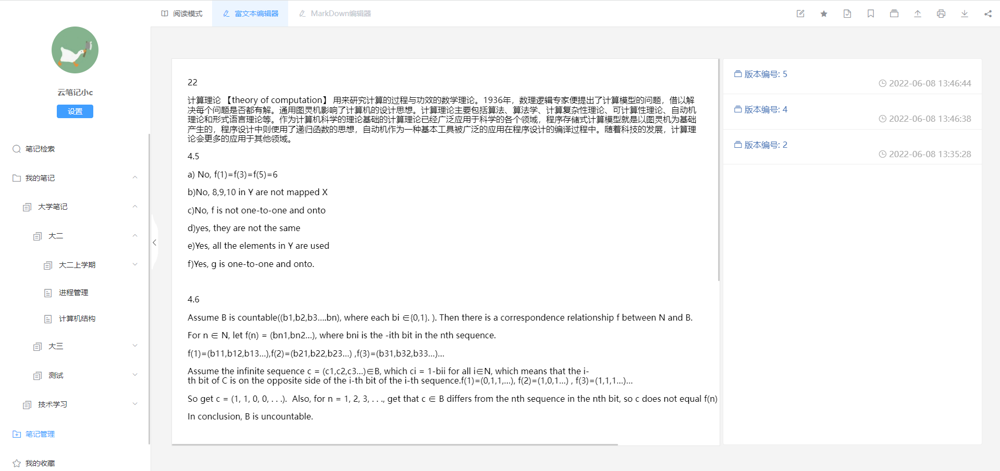 阅读模式
富文本编辑器
MarkDown编辑器
云笔记小c
设置
笔记检索
我的笔记
大学笔记
大二
大二上学期
进程管理
计算机结构
大三
测试
技术学习
笔记管理
我的收藏
22
计算理论 【theory of computation】 用来研究计算的过程与功效的数学理论。1936年，数理逻辑专家便提出了计算模型的问题，借以解
决每个问题是否都有解。通用图灵机影响了计算机的设计思想。计算理论主要包括算法、算法学、计算复杂性理论、可计算性理论、自动机
理论和形式语言理论等。作为计算机科学的理论基础的计算理论已经广泛应用于科学的各个领域，程序存储式计算模型就是以图灵机为基础
产生的，程序设计中则使用了递归函数的思想，自动机作为一种基本工具被广泛的应用在程序设计的编译过程中。随着科技的发展，计算理
论会更多的应用于其他领域。
4.5
a) No, f(1)=f(3)=f(5)=6
b)No, 8,9,10 in Y are not mapped X
c)No, f is not one-to-one and onto
d)yes, they are not the same
e)Yes, all the elements in Y are used
f)Yes, g is one-to-one and onto.
4.6
Assume B is countable((b1,b2,b3....bn), where each bi ∈{0,1}. ). Then there is a correspondence relationship f between N and B.
For n ∈ N, let f(n) = (bn1,bn2...), where bni is the -ith bit in the nth sequence.
f(1)=(b11,b12,b13...),f(2)=(b21,b22,b23...) ,f(3)=(b31,b32,b33...)...
Assume the infinite sequence c = (c1,c2,c3...)∈B, which ci = 1-bii for all i∈N, which means that the i-
th bit of C is on the opposite side of the i-th bit of the i-th sequence.f(1)=(0,1,1,...), f(2)=(1,0,1...) , f(3)=(1,1,1...)...
So get c = (1, 1, 0, 0, . . .).  Also, for n = 1, 2, 3, . . ., get that c ∈ B differs from the nth sequence in the nth bit, so c does not equal f(n)
In conclusion, B is uncountable.
版本编号: 5
2022-06-08 13:46:44
版本编号: 4
2022-06-08 13:46:38
版本编号: 2
2022-06-08 13:35:28